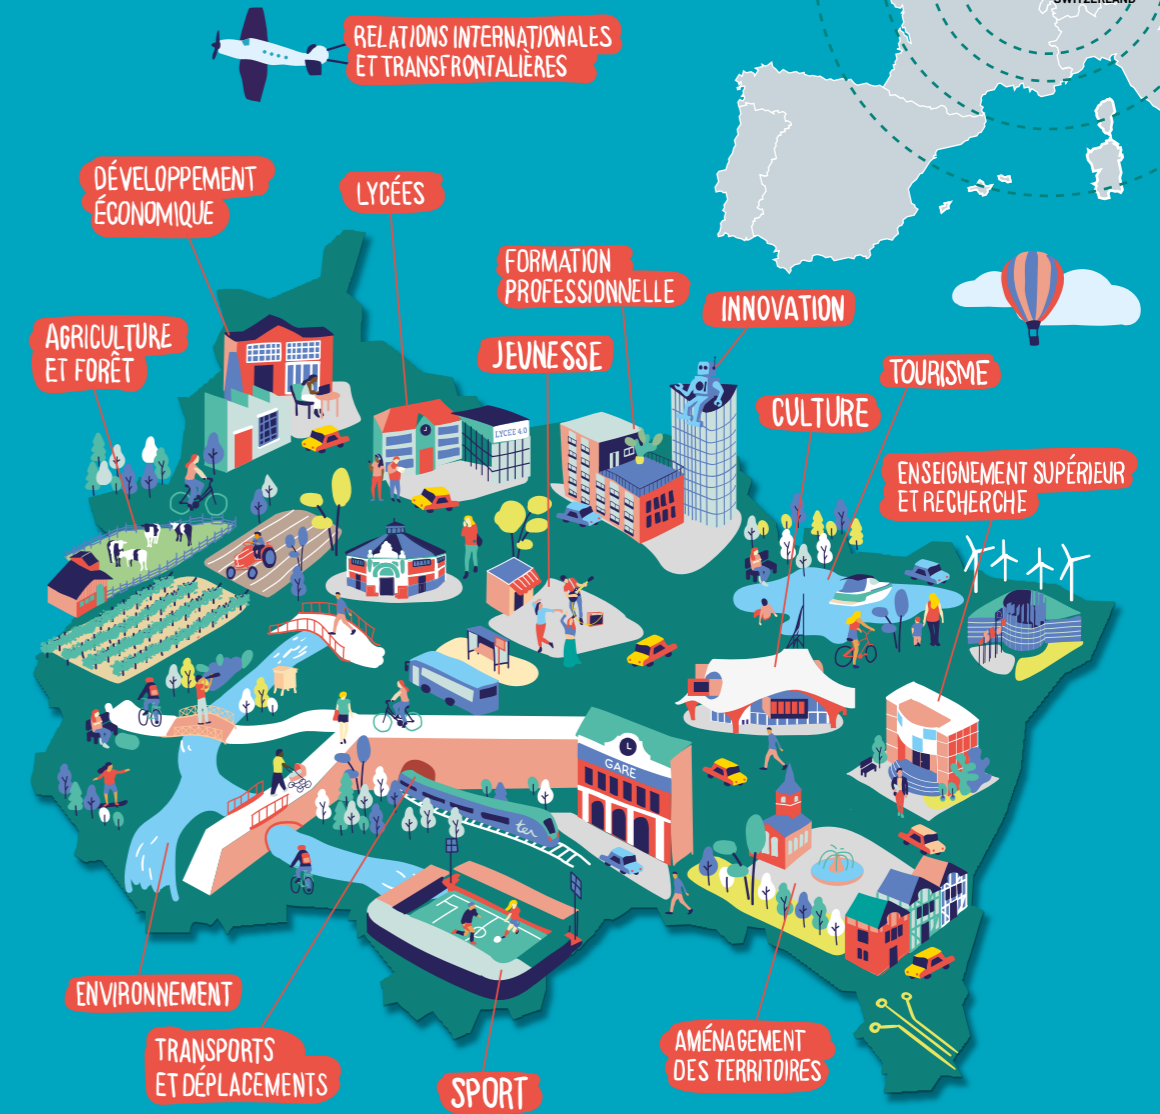 SWITZERLAND
RELATIONS INTERNATIONALES
ET TRANSFRONTALIÈRES
DÉVELOPPEMENT
ÉCONOMIQUE
LYCÉES
FORMATION
PROFESSIONNELLE
INNOVATION
AGRICULTURE
ET FORÊT
JEUNESSE
TOURISME
CULTURE
LYCEE 4.0
ENSEIGNEMENT SUPÉRIEUR
ET RECHERCHE
GARE
ter
ENVIRONNEMENT
TRANSPORTS
ET DÉPLACEMENTS
SPORT
AMÉNAGEMENT
DES TERRITOIRES